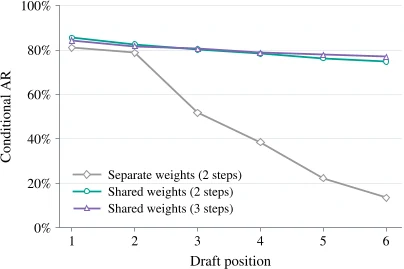 100%
80%
60%
40%
20%
0%
Conditional AR
Separate weights (2 steps)
Shared weights (2 steps)
Shared weights (3 steps)
1 2 3 4 5 6
Draft position